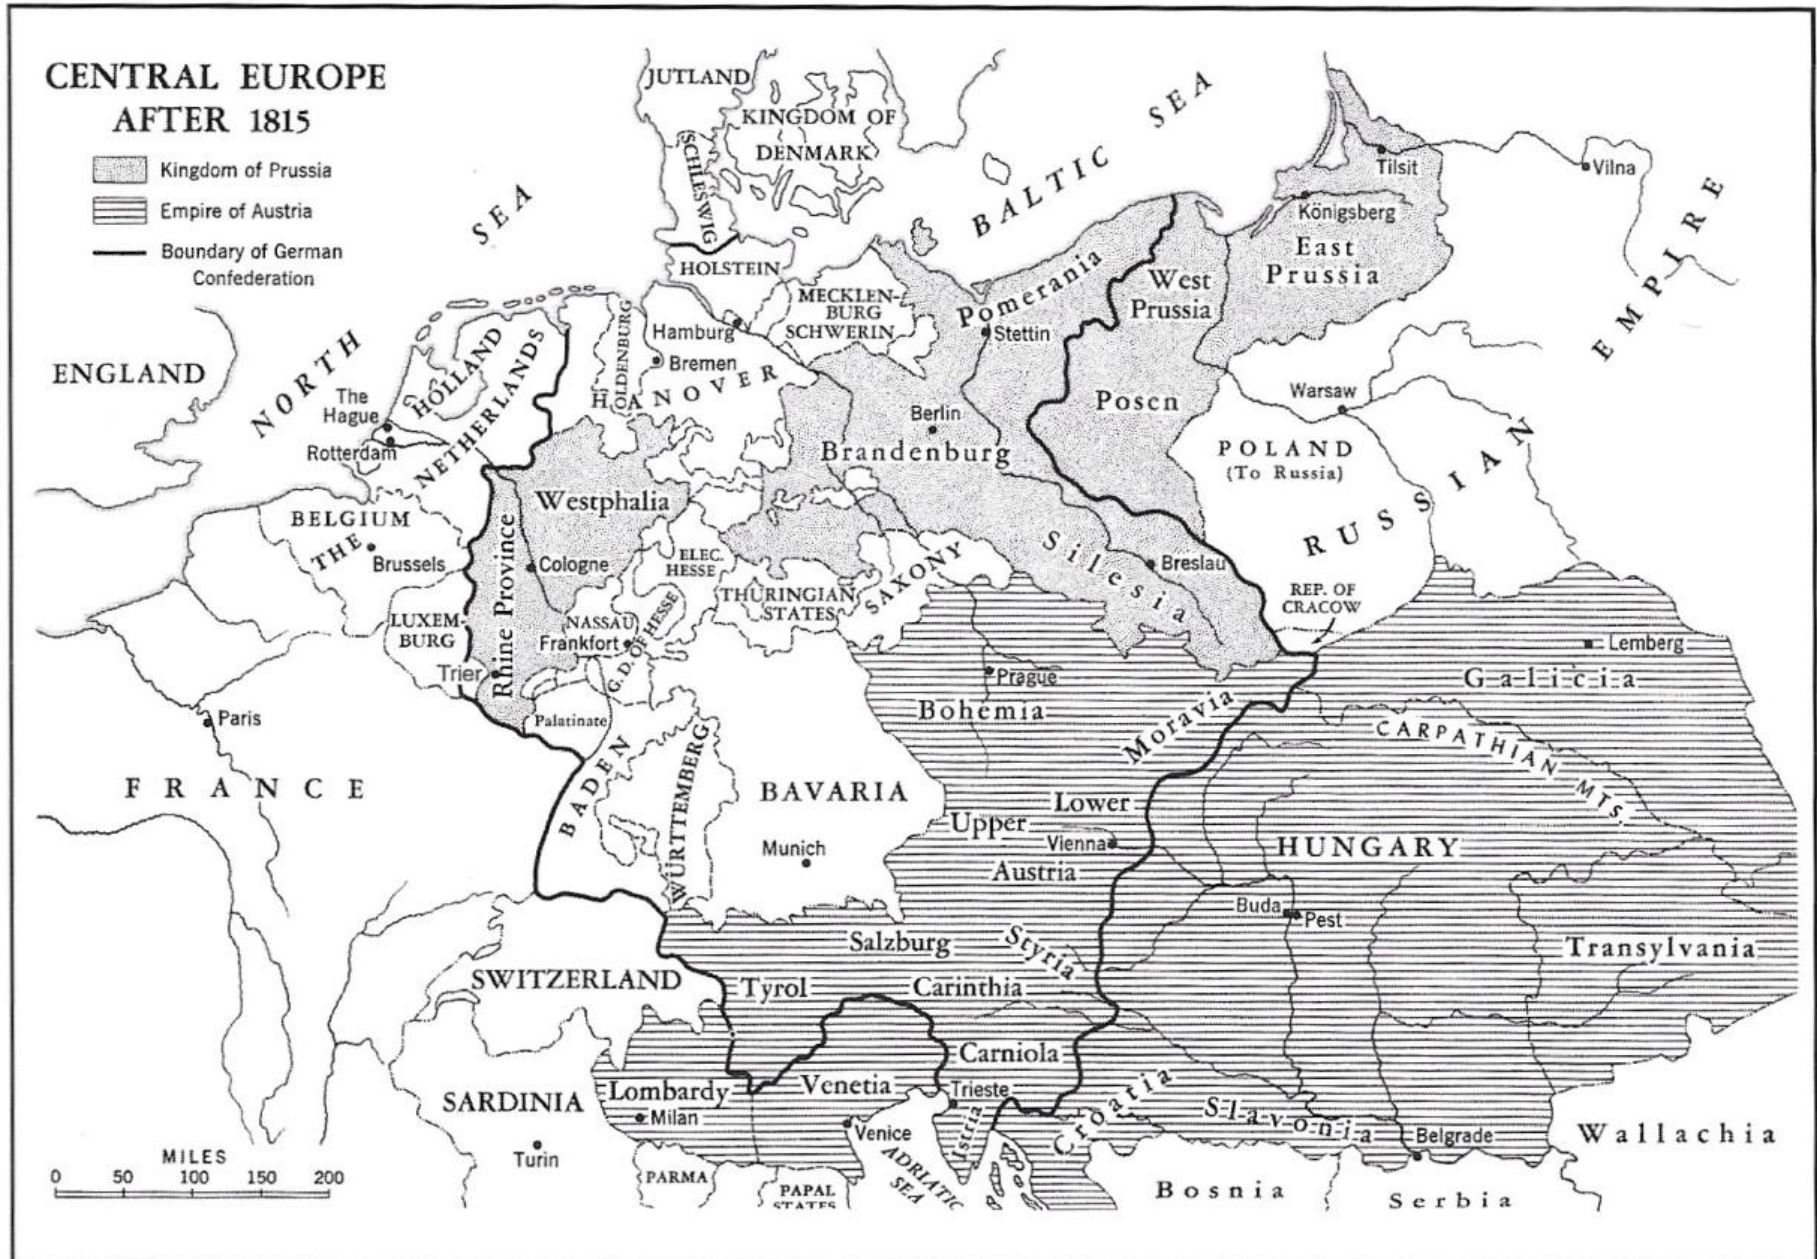 CENTRAL EUROPE
AFTER 1815
Kingdom of Prussia
Empire of Austria
Boundary of German
Confederation
JUTLAND
KINGDOM OF
DENMARK
SCHLESWIG
BALTIC SEA
NORTH SEA
Tilsit
Vilna
Königsberg
East
Prussia
RUSSIAN EMPIRE
HOLSTEIN
MECKLEN-
BURG
SCHWERIN
Pomerania
Stettin
West
Prussia
ENGLAND
HOLLAND
THE NETHERLANDS
The
Hague
Rotterdam
OLDENBURG
Hamburg
Bremen
HANOVER
Berlin
Brandenburg
Posen
Warsaw
POLAND
(To Russia)
BELGIUM
Brussels
Westphalia
Rhine Province
Cologne
ELEC.
HESSE
THURINGIAN
STATES
SAXONY
Silesia
Breslau
REP. OF
CRACOW
LUXEM-
BURG
NASSAU
Frankfort
G. D. OF HESSE
Trier
Palatinate
Lemberg
Galicia
Prague
Bohemia
Moravia
CARPATHIAN MTS.
Paris
FRANCE
BADEN
WÜRTTEMBERG
BAVARIA
Munich
Lower
Upper
Vienna
Austria
HUNGARY
Buda
Pest
Transylvania
Salzburg
Styria
SWITZERLAND
Tyrol
Carinthia
Carniola
SARDINIA
Lombardy
Milan
Venetia
Trieste
Venice
Istria
Croatia
Slavonia
Belgrade
Wallachia
Turin
PARMA
PAPAL
STATES
ADRIATIC
SEA
Bosnia
Serbia
MILES
0 50 100 150 200